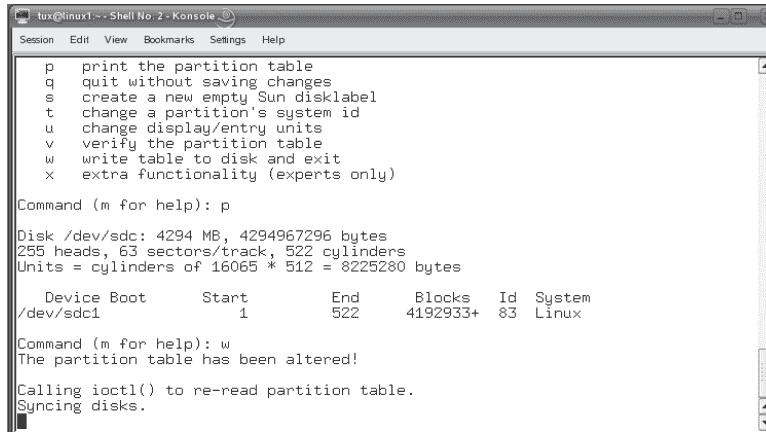 tux@linux1:~ - Shell No. 2 - Konsole
Session Edit View Bookmarks Settings Help
p print the partition table
q quit without saving changes
s create a new empty Sun disklabel
t change a partition's system id
u change display/entry units
v verify the partition table
w write table to disk and exit
x extra functionality (experts only)
Command (m for help): p
Disk /dev/sdc: 4294 MB, 4294967296 bytes
255 heads, 63 sectors/track, 522 cylinders
Units = cylinders of 16065 * 512 = 8225280 bytes
Device Boot Start End Blocks Id System
/dev/sdc1 1 522 4192933+ 83 Linux
Command (m for help): w
The partition table has been altered!
Calling ioctl() to re-read partition table.
Syncing disks.